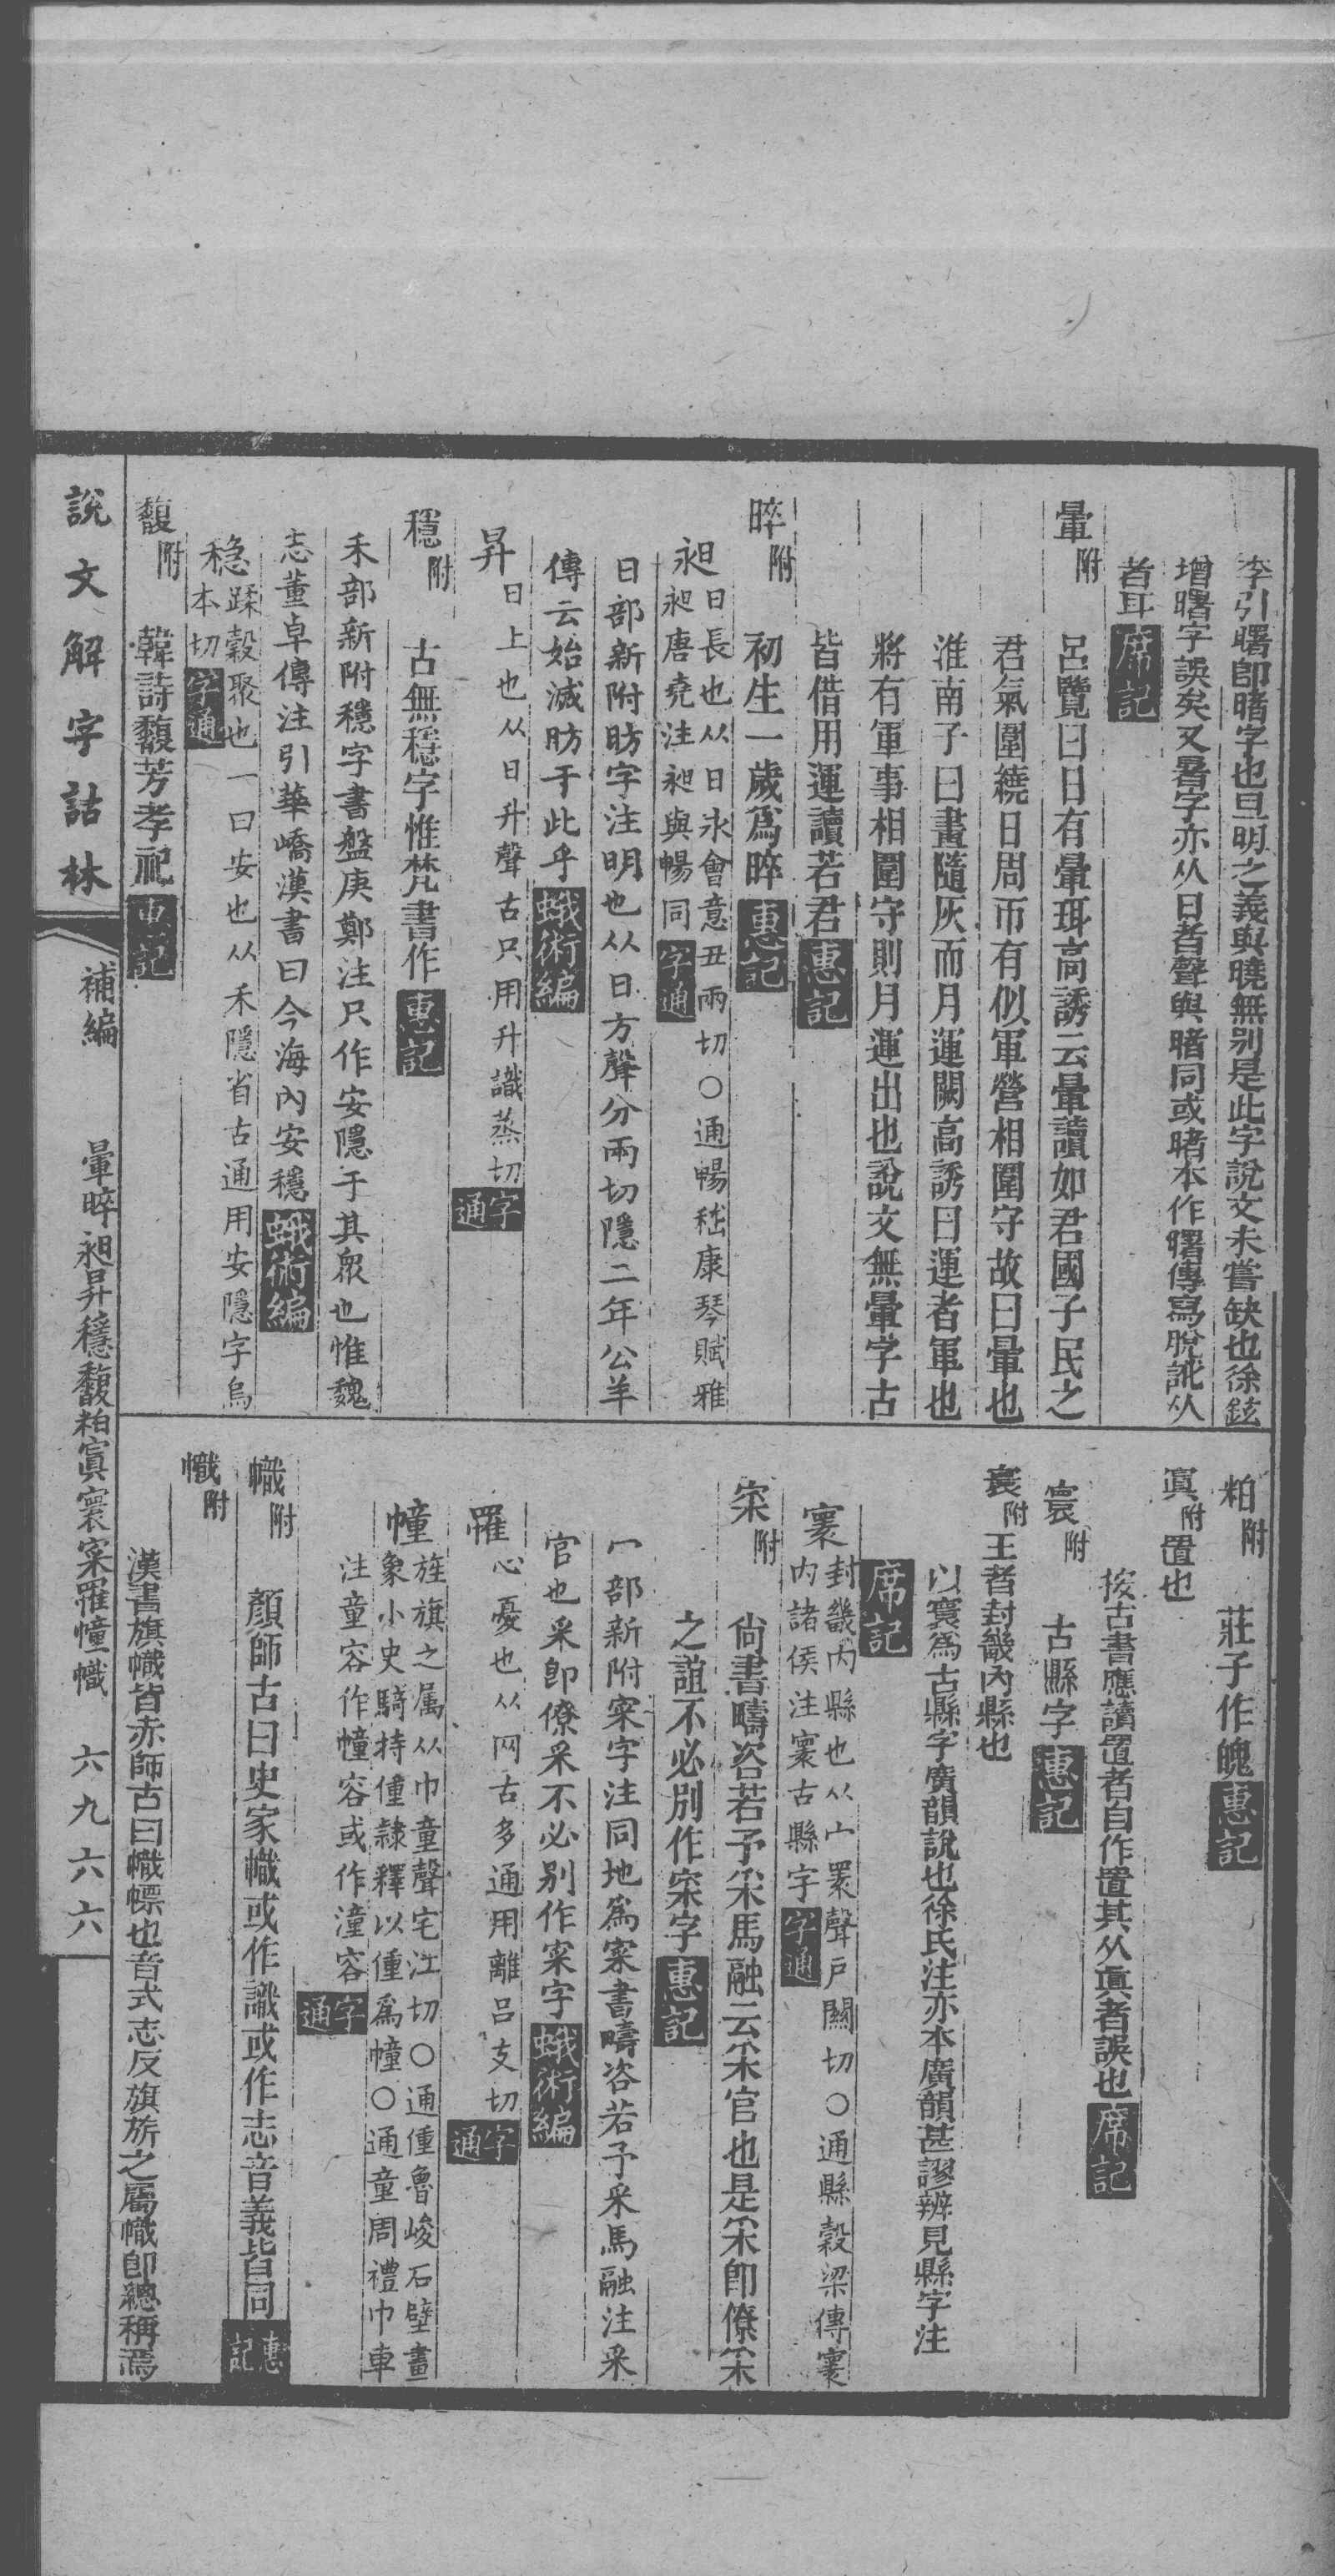 李引曙卽睹字也旦明之義與曉無别是此字說文未嘗缺也徐鉉
增曙字誤矣又暑字亦从日者聲與睹同或睹本作曙傳寫脫訛从
者耳席記
暈附
呂覽曰日有暈珥高誘云暈讀如君國子民之
君氣圍繞日周帀有似軍營相圍守故曰暈也
淮南子曰畫隨灰而月運闕高誘曰運者軍也
將有軍事相圍守則月運出也說文無暈字古
皆借用運讀若君惠記
晬附
初生一歲爲晬惠記
昶日長也从日永會意丑兩切〇通暢嵇康琴賦雅
昶唐堯注昶與暢同字通
日部新附昉字注明也从日方聲分兩切隱二年公羊
傳云始滅昉于此乎蛾術編
昇日上也从日升聲古只用升識蒸切字通
穩附
古無穩字惟梵書作惠記
禾部新附穩字書盤庚鄭注只作安隱于其眾也惟魏
志董卓傳注引華嶠漢書曰今海內安穩蛾術編
穩蹂穀聚也一曰安也从禾隱省古通用安隱字烏
本切字通
馥附
韓詩馥芳孝祀惠記
粕附
莊子作魄惠記
寘附置也
按古書應讀置者自作置其从眞者誤也席記
寰附
古縣字惠記
寰附王者封畿內縣也
以寰為古縣字廣韻說也徐氏注亦本廣韻甚謬辨見縣字注
席記
寰封畿內縣也从宀睘聲戶關切〇通縣穀梁傳寰
內諸侯注寰古縣字字通
寀附
尙書疇咨若予寀馬融云寀官也是寀卽僚寀
之誼不必別作寀字惠記
宀部新附寀字注同地爲寀書疇咨若予采馬融注采
官也采卽僚采不必别作寀字蛾術編
罹心憂也从网古多通用離呂支切字通
幢旌旗之属从巾童聲宅江切〇通僮魯峻石壁畫
象小史騎持僮隷釋以僮爲幢〇通童周禮巾車
注童容作幢容或作潼容字通
幟附
顏師古曰史家幟或作識或作志音義皆同惠記
幟附
漢書旗幟皆赤師古曰幟幖也音式志反旗旂之屬幟卽總稱焉
說文解字詁林
補編
暈晬昶昇穩馥粕寘寰寀罹幢幟
六九六六